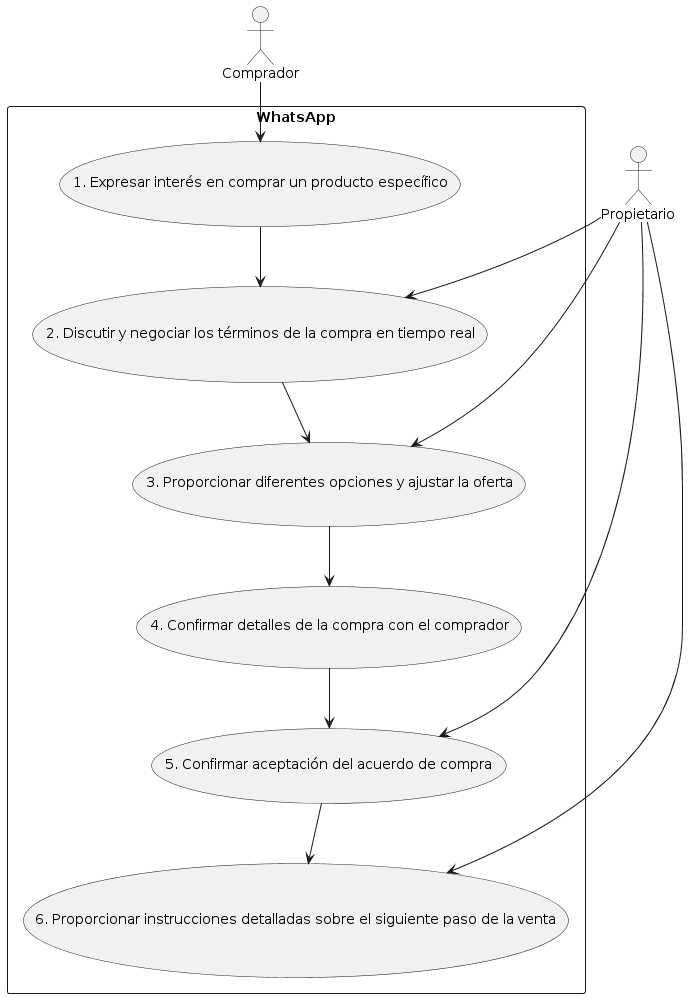 Comprador
WhatsApp
1. Expresar interés en comprar un producto específico
Propietario
2. Discutir y negociar los términos de la compra en tiempo real
3. Proporcionar diferentes opciones y ajustar la oferta
4. Confirmar detalles de la compra con el comprador
5. Confirmar aceptación del acuerdo de compra
6. Proporcionar instrucciones detalladas sobre el siguiente paso de la venta